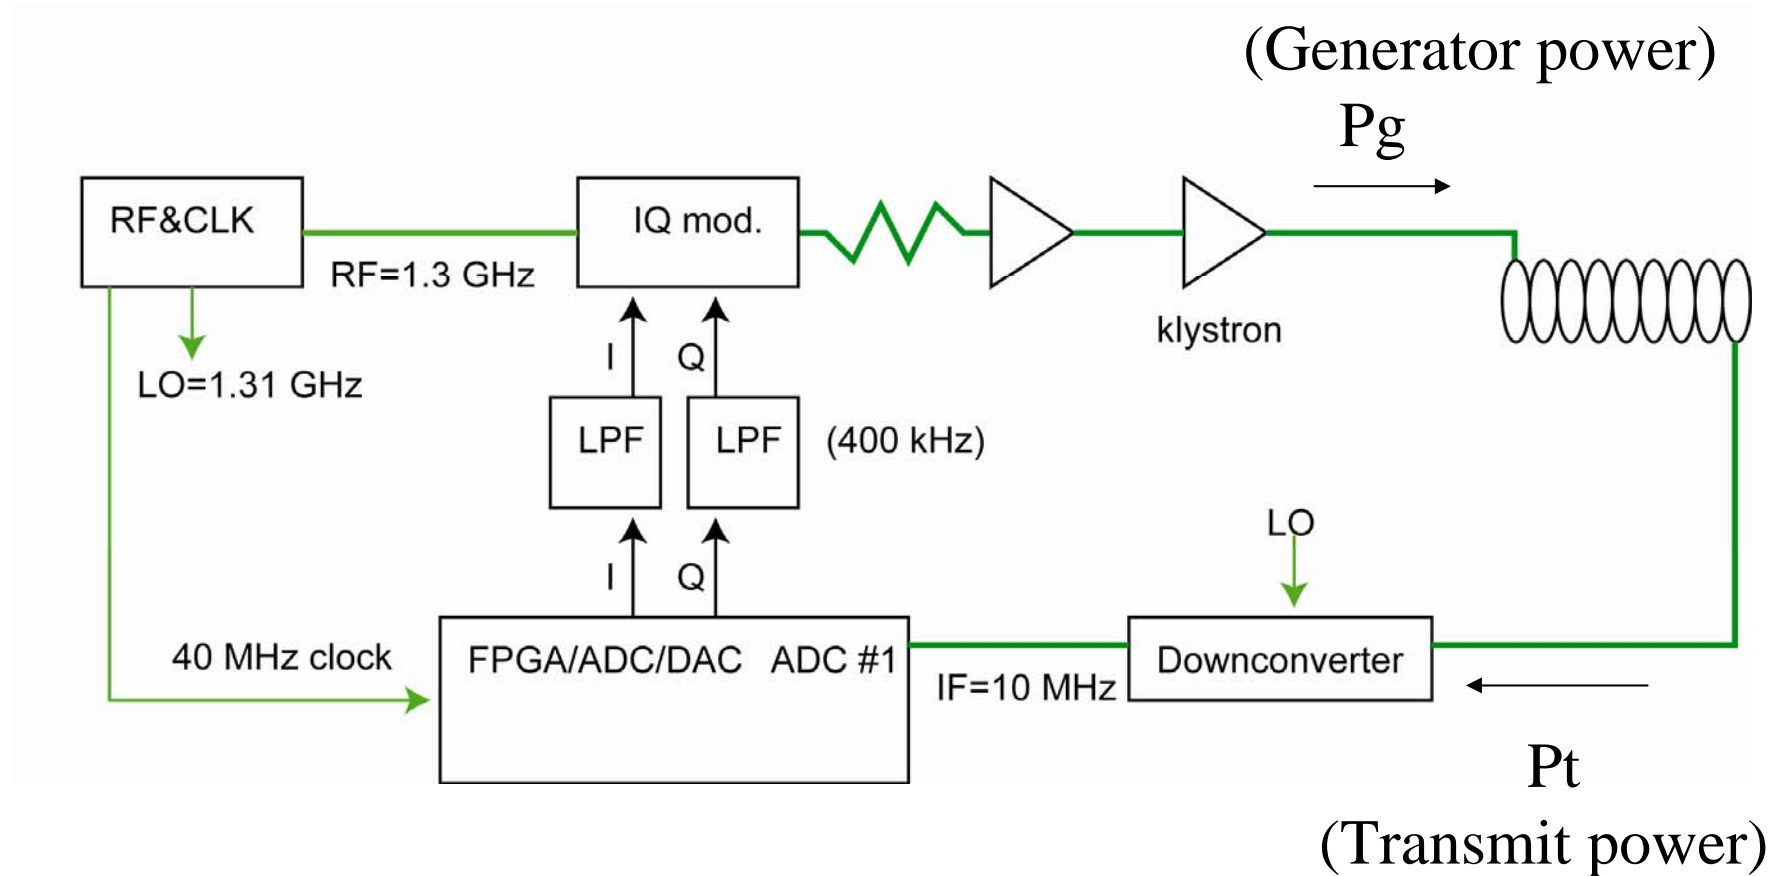 (Generator power)
Pg
RF&CLK
IQ mod.
RF=1.3 GHz
klystron
I
Q
LO=1.31 GHz
LPF
LPF
(400 kHz)
LO
I
Q
40 MHz clock
FPGA/ADC/DAC ADC #1
Downconverter
IF=10 MHz
Pt
(Transmit power)